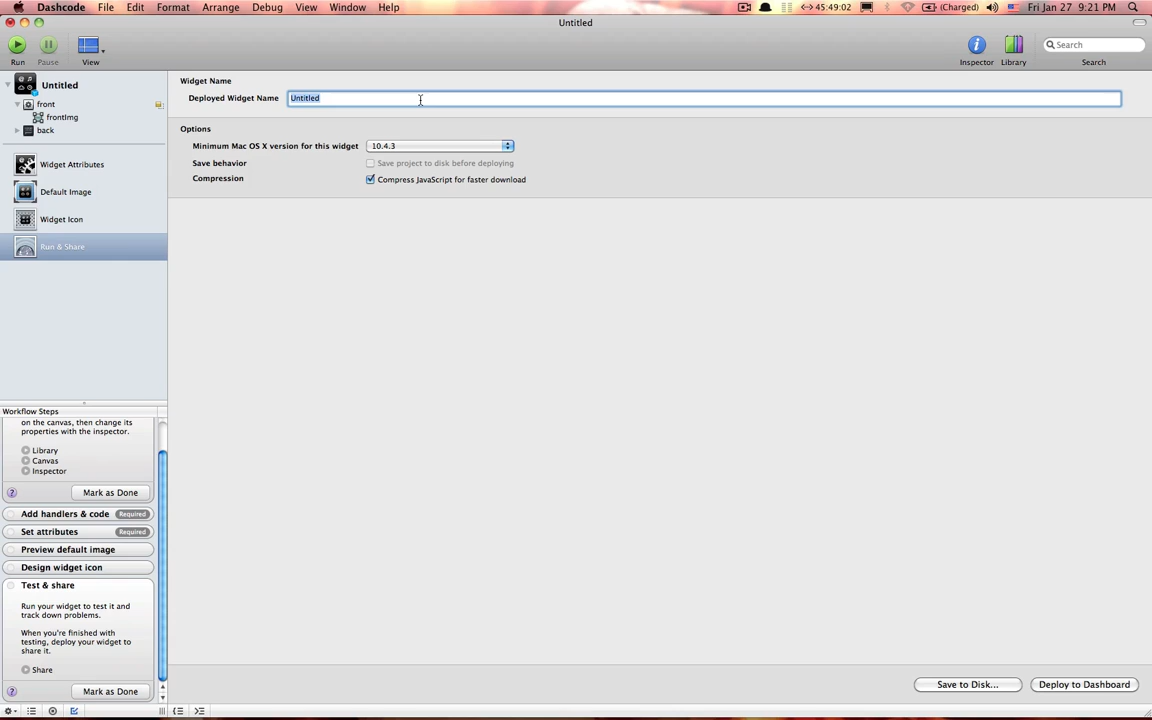 Dashcode File Edit Format Arrange Debug View Window Help 45:49:02 (Charged) Fri Jan 27 9:21 PM
Untitled
Run Pause View Inspector Library Search Search
Untitled
front
frontImg
back
Widget Attributes
Default Image
Widget Icon
Run & Share
Widget Name
Deployed Widget Name Untitled
Options
Minimum Mac OS X version for this widget 10.4.3
Save behavior Save project to disk before deploying
Compression Compress JavaScript for faster download
Workflow Steps
on the canvas, then change its
properties with the inspector.
Library
Canvas
Inspector
? Mark as Done
Add handlers & code Required
Set attributes Required
Preview default image
Design widget icon
Test & share
Run your widget to test it and
track down problems.
When you're finished with
testing, deploy your widget to
share it.
Share
? Mark as Done
Save to Disk... Deploy to Dashboard